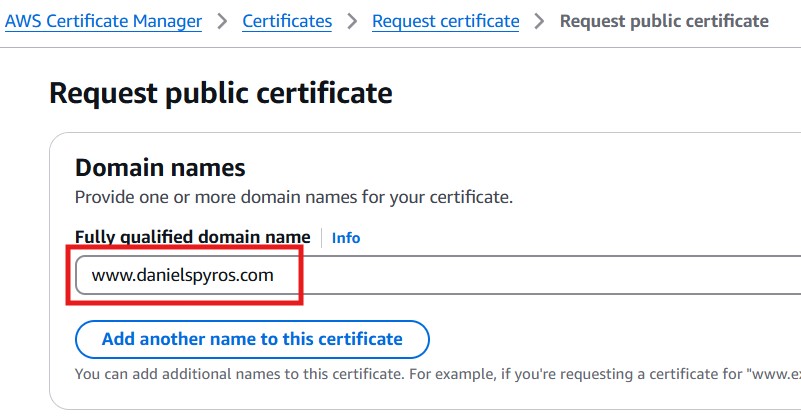 AWS Certificate Manager > Certificates > Request certificate > Request public certificate
Request public certificate
Domain names
Provide one or more domain names for your certificate.
Fully qualified domain name | Info
www.danielspyros.com
Add another name to this certificate
You can add additional names to this certificate. For example, if you're requesting a certificate for "www.ex